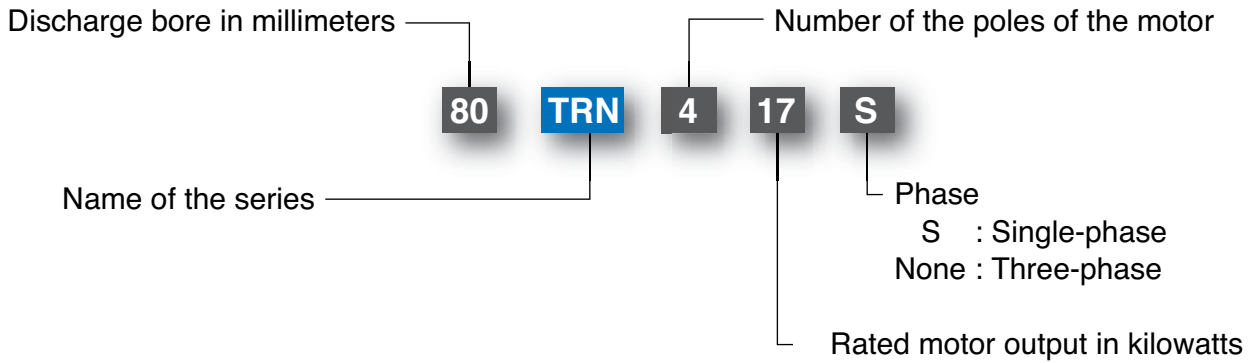 Discharge bore in millimeters
Number of the poles of the motor
80 TRN 4 17 S
Name of the series
Phase
S : Single-phase
None : Three-phase
Rated motor output in kilowatts